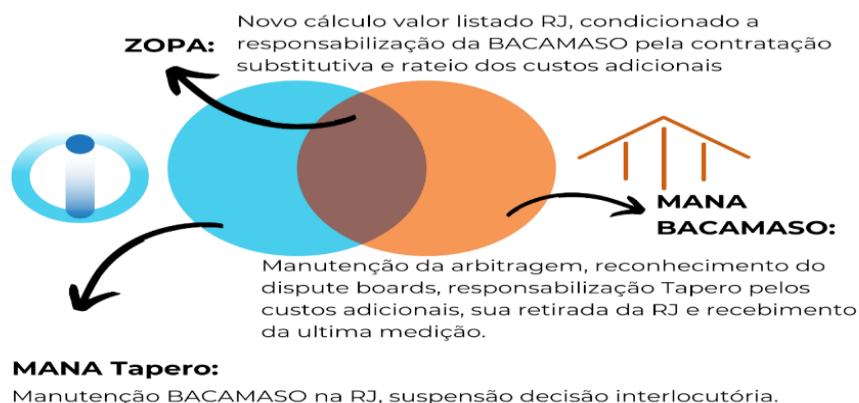 ZOPA:
Novo cálculo valor listado RJ, condicionado a
responsabilização da BACAMASO pela contratação
substitutiva e rateio dos custos adicionais
MANA
BACAMASO:
Manutenção da arbitragem, reconhecimento do
dispute boards, responsabilização Tapero pelos
custos adicionais, sua retirada da RJ e recebimento
da ultima medição.
MANA Tapero:
Manutenção BACAMASO na RJ, suspensão decisão interlocutória.